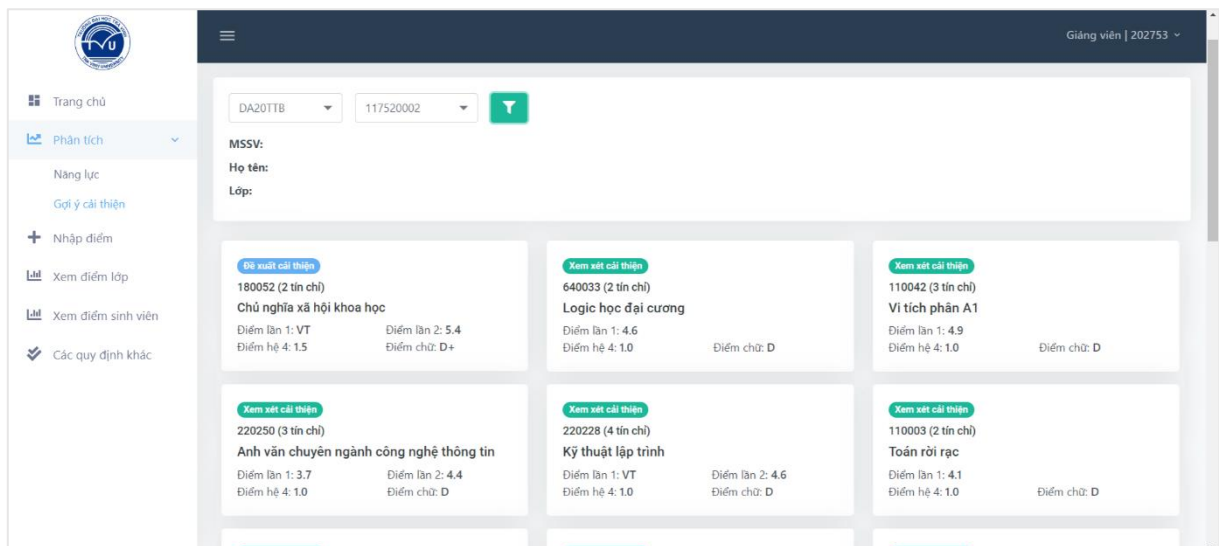 TRƯỜNG ĐẠI HỌC TRÀ VINH
TVU
TRA VINH UNIVERSITY
Giảng viên | 202753
Trang chủ
Phân tích
Năng lực
Gợi ý cải thiện
Nhập điểm
Xem điểm lớp
Xem điểm sinh viên
Các quy định khác
DA20TTB
117520002
MSSV:
Họ tên:
Lớp:
Đề xuất cải thiện
180052 (2 tín chỉ)
Chủ nghĩa xã hội khoa học
Điểm lần 1: VT Điểm lần 2: 5.4
Điểm hệ 4: 1.5 Điểm chữ: D+
Xem xét cải thiện
640033 (2 tín chỉ)
Logic học đại cương
Điểm lần 1: 4.6
Điểm hệ 4: 1.0 Điểm chữ: D
Xem xét cải thiện
110042 (3 tín chỉ)
Vi tích phân A1
Điểm lần 1: 4.9
Điểm hệ 4: 1.0 Điểm chữ: D
Xem xét cải thiện
220250 (3 tín chỉ)
Anh văn chuyên ngành công nghệ thông tin
Điểm lần 1: 3.7 Điểm lần 2: 4.4
Điểm hệ 4: 1.0 Điểm chữ: D
Xem xét cải thiện
220228 (4 tín chỉ)
Kỹ thuật lập trình
Điểm lần 1: VT Điểm lần 2: 4.6
Điểm hệ 4: 1.0 Điểm chữ: D
Xem xét cải thiện
110003 (2 tín chỉ)
Toán rời rạc
Điểm lần 1: 4.1
Điểm hệ 4: 1.0 Điểm chữ: D